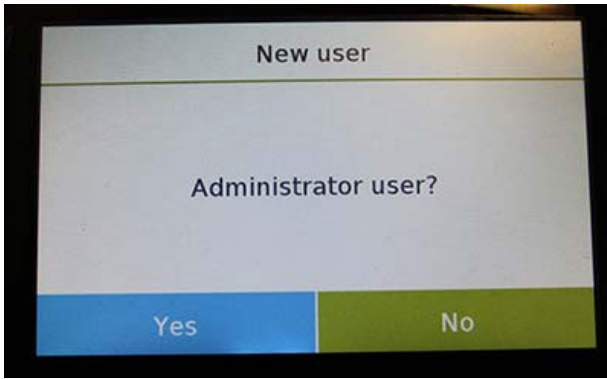 New user
Administrator user?
Yes
No